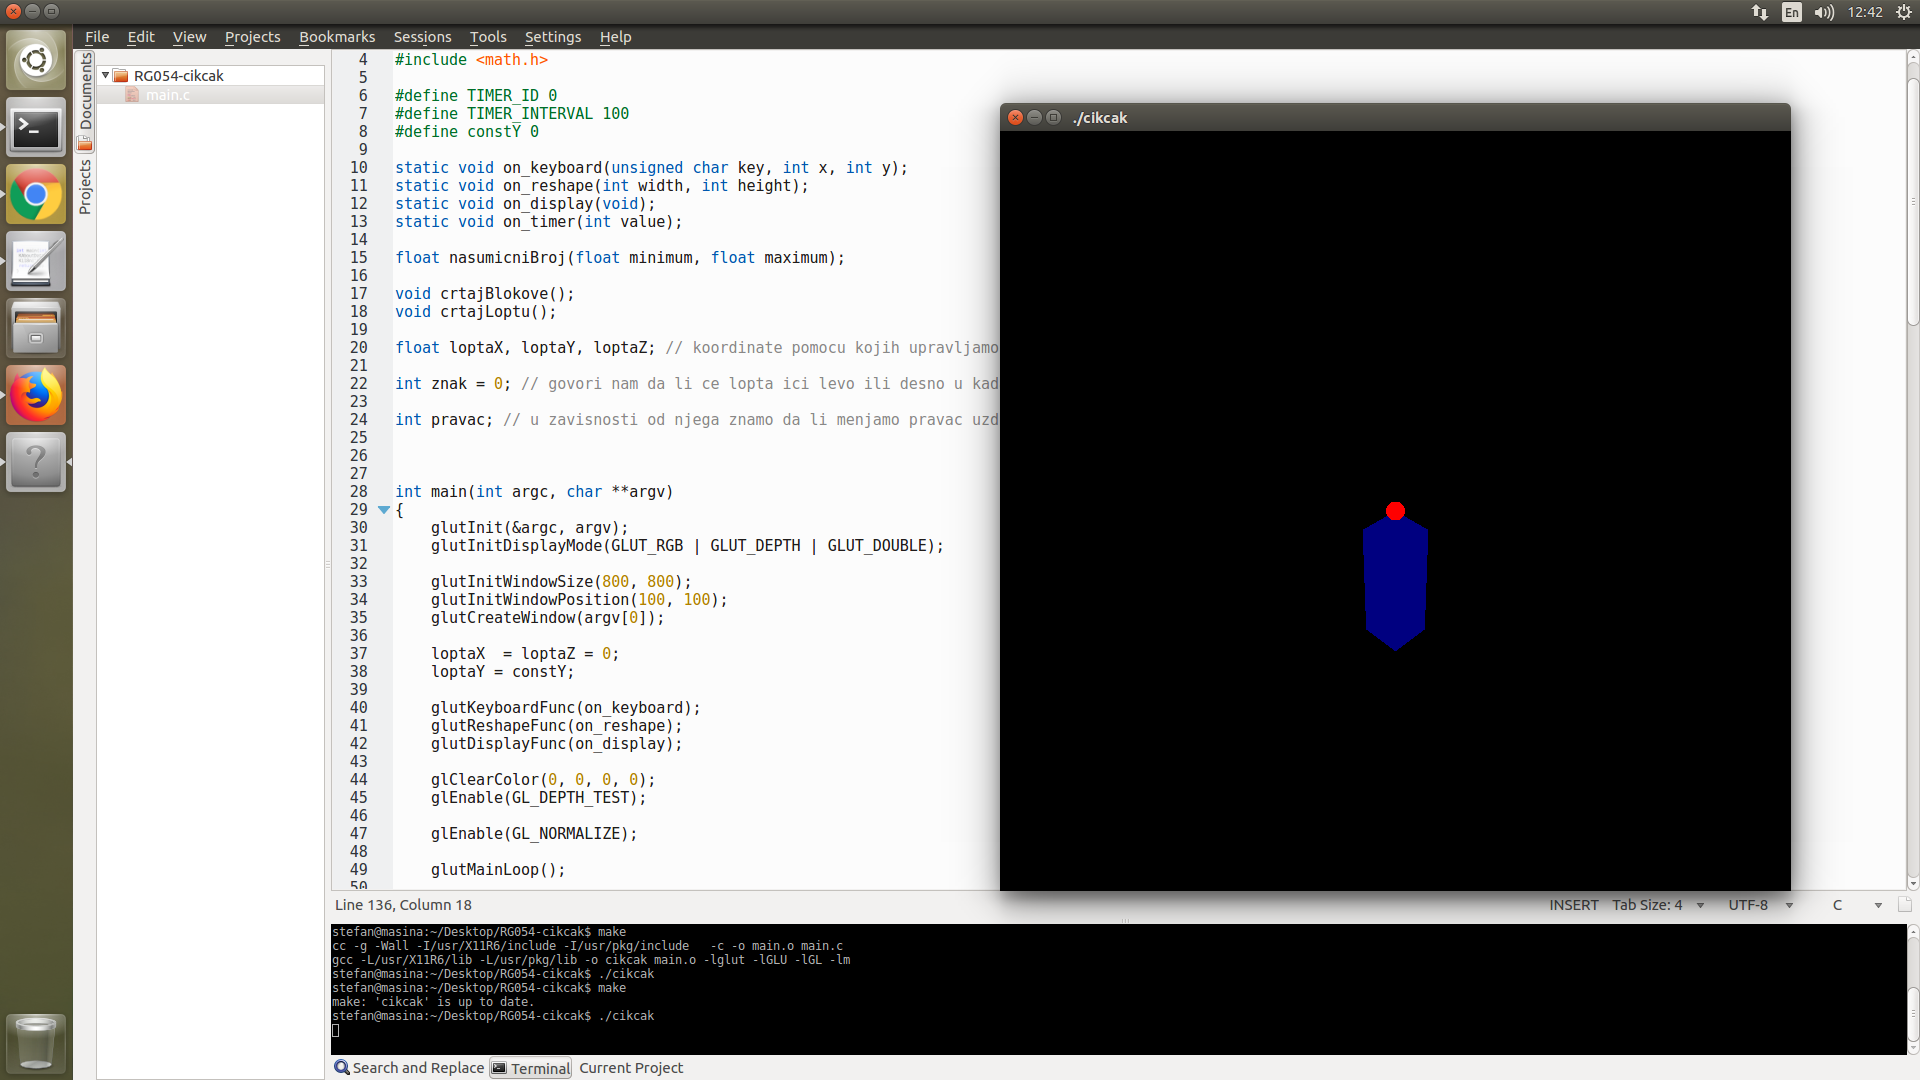 En 12:42
File Edit View Projects Bookmarks Sessions Tools Settings Help
Documents
Projects
RG054-cikcak
main.c
4 #include <math.h>
5
6 #define TIMER_ID 0
7 #define TIMER_INTERVAL 100
8 #define constY 0
9
10 static void on_keyboard(unsigned char key, int x, int y);
11 static void on_reshape(int width, int height);
12 static void on_display(void);
13 static void on_timer(int value);
14
15 float nasumicniBroj(float minimum, float maximum);
16
17 void crtajBlokove();
18 void crtajLoptu();
19
20 float loptaX, loptaY, loptaZ; // koordinate pomocu kojih upravljamo
21
22 int znak = 0; // govori nam da li ce lopta ici levo ili desno u kad
23
24 int pravac; // u zavisnosti od njega znamo da li menjamo pravac uzd
25
26
27
28 int main(int argc, char **argv)
29 {
30 glutInit(&argc, argv);
31 glutInitDisplayMode(GLUT_RGB | GLUT_DEPTH | GLUT_DOUBLE);
32
33 glutInitWindowSize(800, 800);
34 glutInitWindowPosition(100, 100);
35 glutCreateWindow(argv[0]);
36
37 loptaX  = loptaZ = 0;
38 loptaY = constY;
39
40 glutKeyboardFunc(on_keyboard);
41 glutReshapeFunc(on_reshape);
42 glutDisplayFunc(on_display);
43
44 glClearColor(0, 0, 0, 0);
45 glEnable(GL_DEPTH_TEST);
46
47 glEnable(GL_NORMALIZE);
48
49 glutMainLoop();
50
./cikcak
Line 136, Column 18 INSERT Tab Size: 4 UTF-8 C
stefan@masina:~/Desktop/RG054-cikcak$ make
cc -g -Wall -I/usr/X11R6/include -I/usr/pkg/include   -c -o main.o main.c
gcc -L/usr/X11R6/lib -L/usr/pkg/lib -o cikcak main.o -lglut -lGLU -lGL -lm
stefan@masina:~/Desktop/RG054-cikcak$ ./cikcak
stefan@masina:~/Desktop/RG054-cikcak$ make
make: 'cikcak' is up to date.
stefan@masina:~/Desktop/RG054-cikcak$ ./cikcak
Search and Replace Terminal Current Project